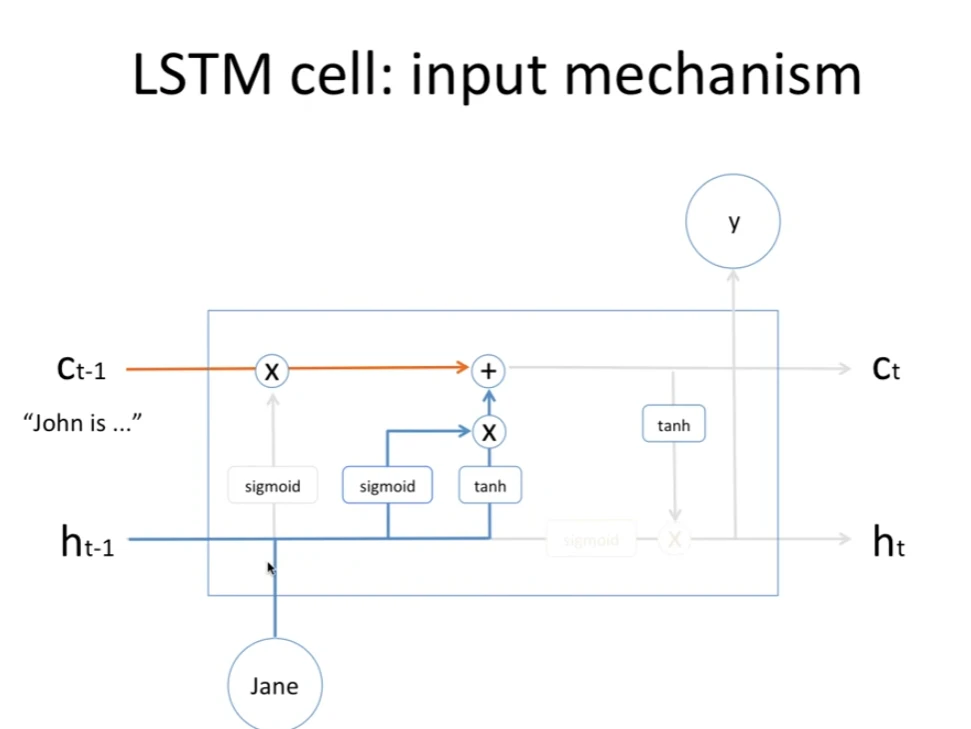 LSTM cell: input mechanism
y
Ct-1
X
+
Ct
"John is ..."
X
tanh
sigmoid
sigmoid
tanh
ht-1
sigmoid
X
ht
Jane